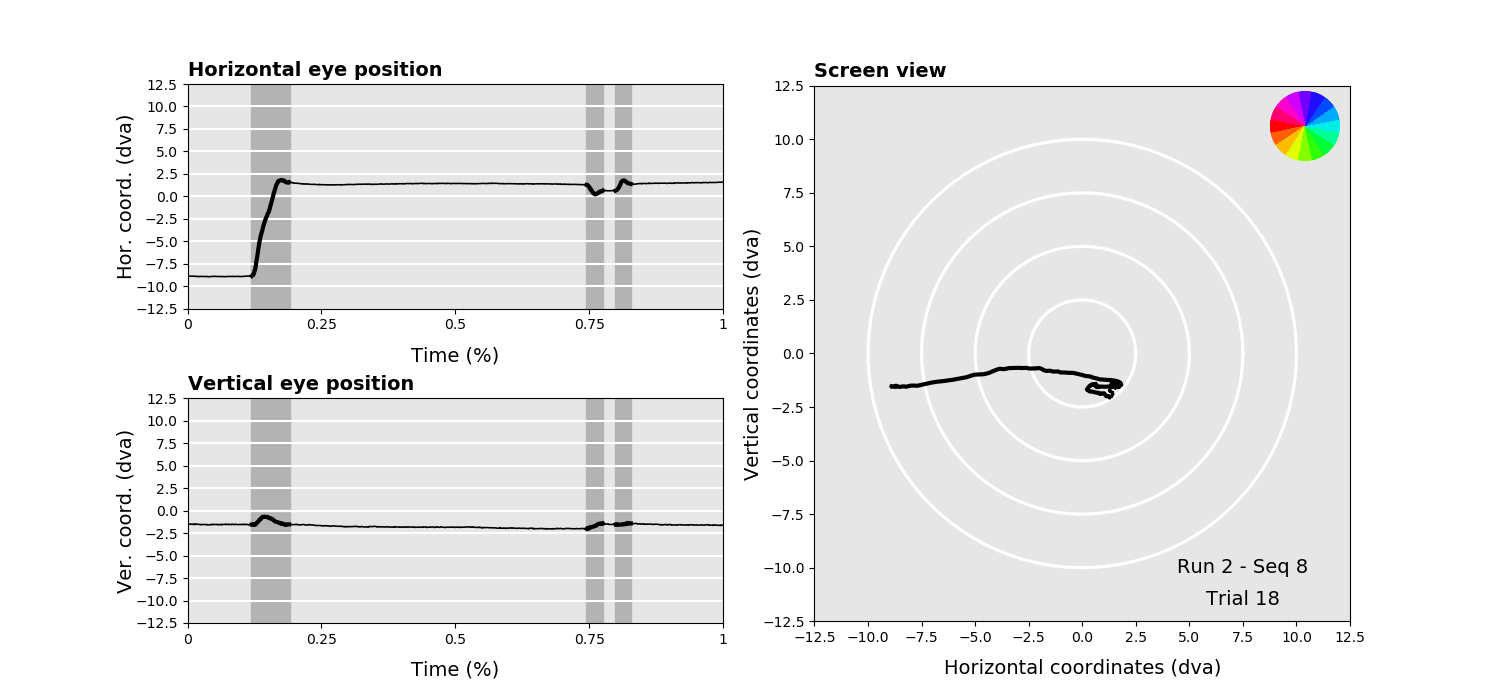 Horizontal eye position
Hor. coord. (dva)
12.5
10.0
7.5
5.0
2.5
0.0
−2.5
−5.0
−7.5
−10.0
−12.5
0 0.25 0.5 0.75 1
Time (%)
Vertical eye position
Ver. coord. (dva)
12.5
10.0
7.5
5.0
2.5
0.0
−2.5
−5.0
−7.5
−10.0
−12.5
0 0.25 0.5 0.75 1
Time (%)
Screen view
Vertical coordinates (dva)
12.5
10.0
7.5
5.0
2.5
0.0
−2.5
−5.0
−7.5
−10.0
−12.5
Run 2 - Seq 8
Trial 18
−12.5 −10.0 −7.5 −5.0 −2.5 0.0 2.5 5.0 7.5 10.0 12.5
Horizontal coordinates (dva)